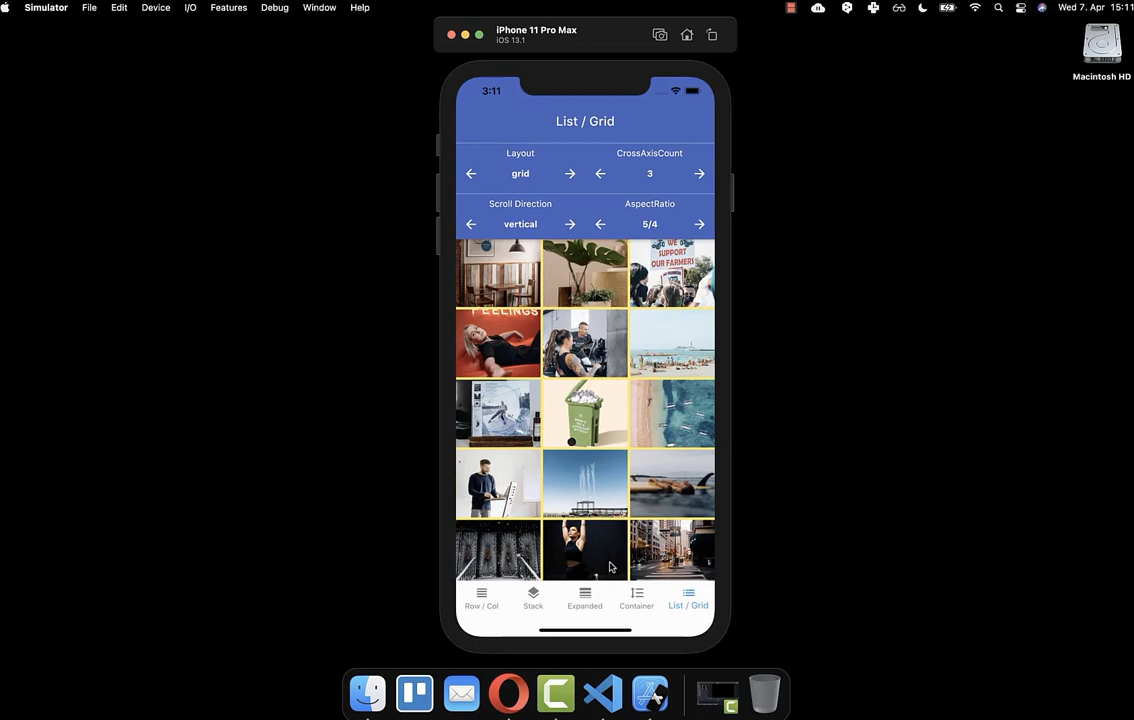 Simulator File Edit Device I/O Features Debug Window Help Wed 7. Apr 15:11
iPhone 11 Pro Max
iOS 13.1
Macintosh HD
3:11
List / Grid
Layout CrossAxisCount
grid 3
Scroll Direction AspectRatio
vertical 5/4
WE
SUPPORT
OUR FARMERS
FEELINGS
Row / Col Stack Expanded Container List / Grid